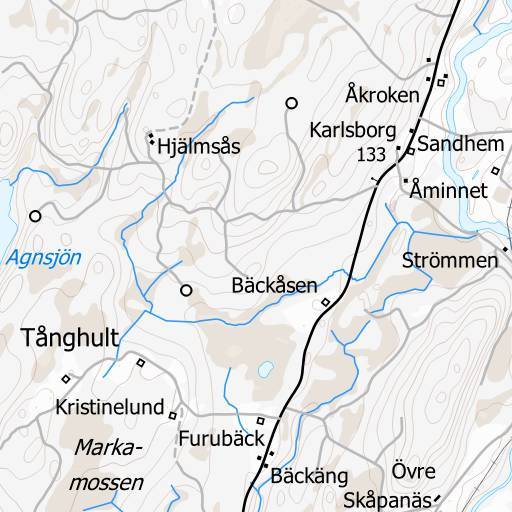 Åkroken
Karlsborg
133
Sandhem
Hjälmsås
Åminnet
Agnsjön
Strömmen
Bäckåsen
Tånghult
Kristinelund
Furubäck
Marka-
mossen
Bäckäng
Övre
Skåpanäs